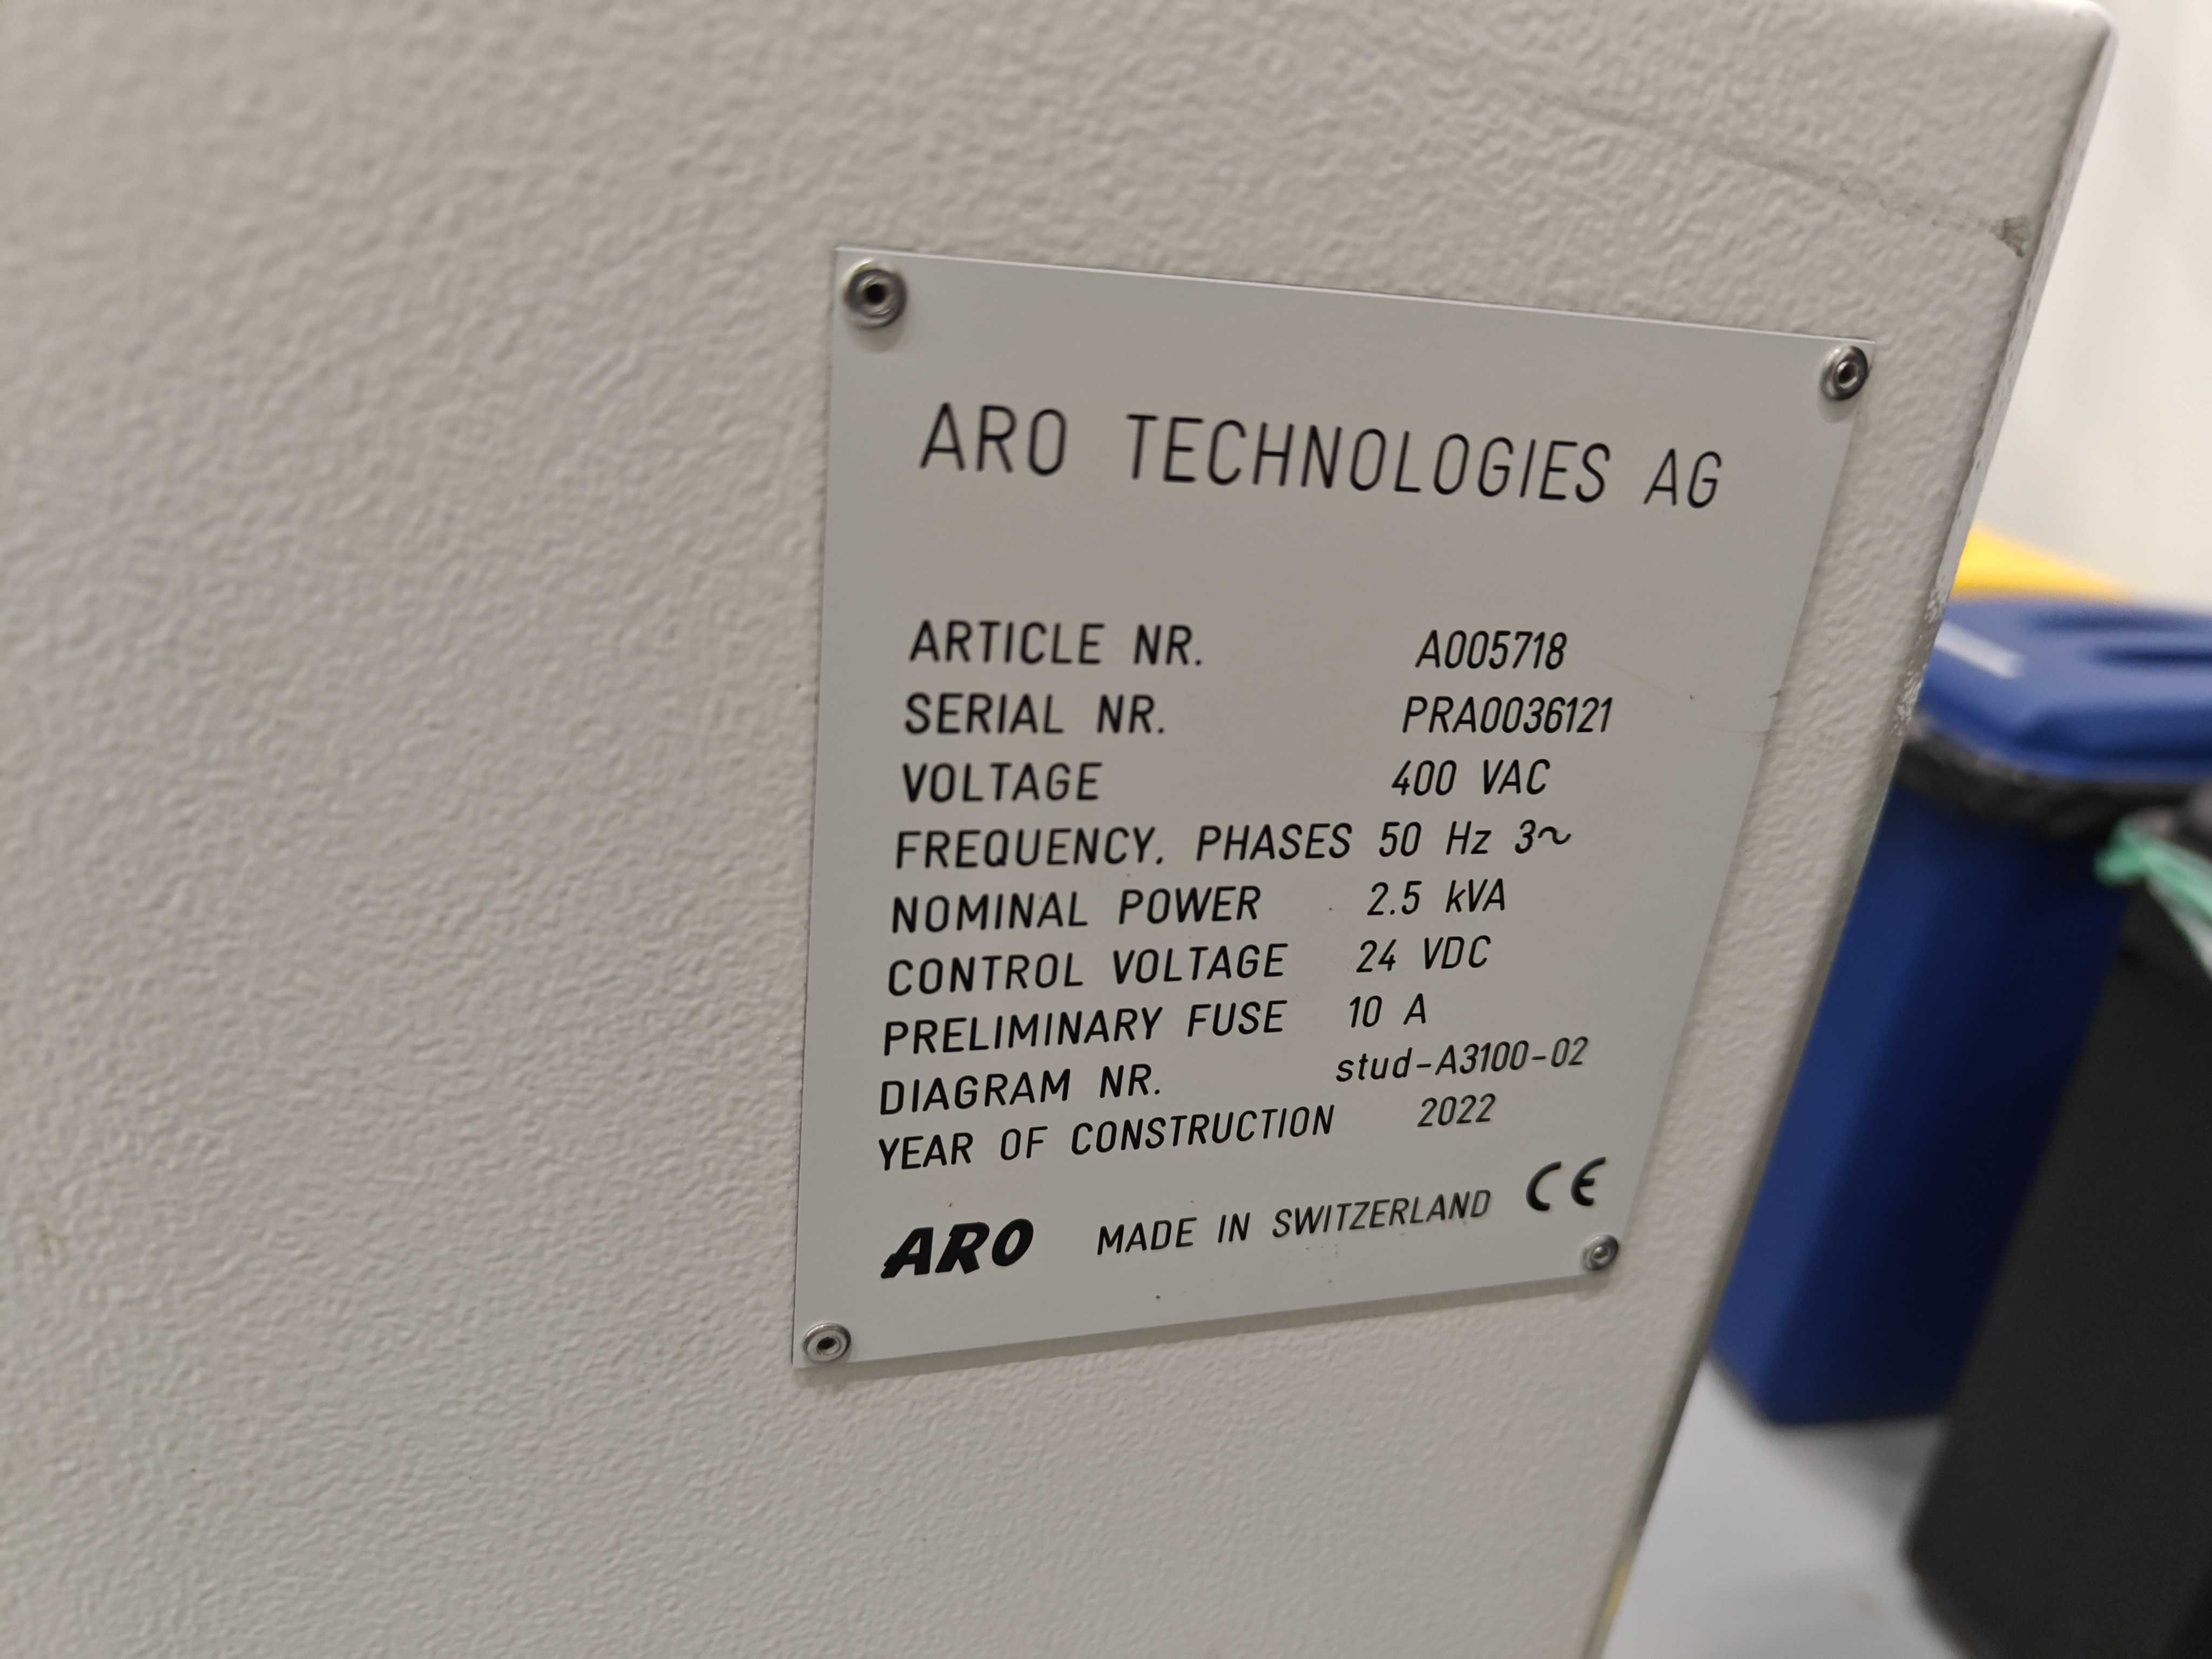 ARO TECHNOLOGIES AG
ARTICLE NR. A005718
SERIAL NR. PRA0036121
VOLTAGE 400 VAC
FREQUENCY. PHASES 50 Hz 3~
NOMINAL POWER 2.5 kVA
CONTROL VOLTAGE 24 VDC
PRELIMINARY FUSE 10 A
DIAGRAM NR. stud-A3100-02
YEAR OF CONSTRUCTION 2022
ARO MADE IN SWITZERLAND CE